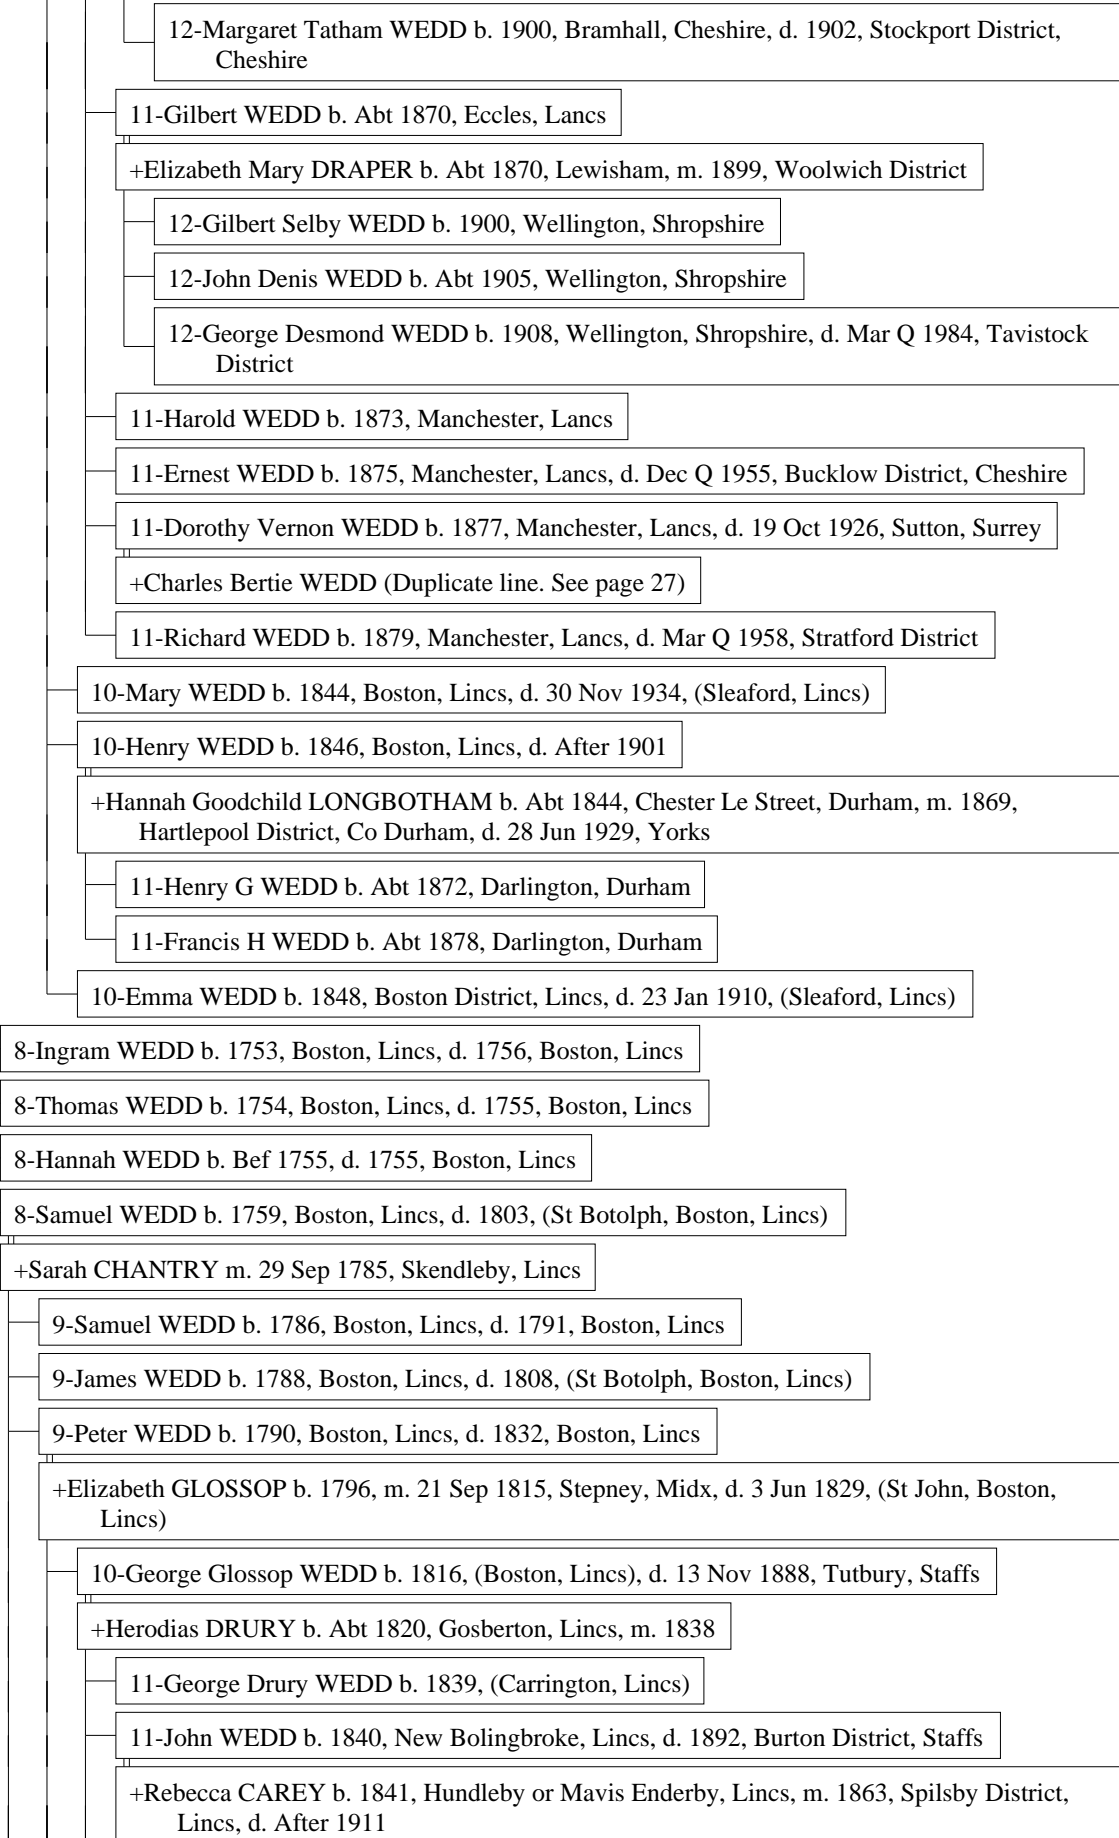 12-Margaret Tatham WEDD b. 1900, Bramhall, Cheshire, d. 1902, Stockport District,
Cheshire
11-Gilbert WEDD b. Abt 1870, Eccles, Lancs
+Elizabeth Mary DRAPER b. Abt 1870, Lewisham, m. 1899, Woolwich District
12-Gilbert Selby WEDD b. 1900, Wellington, Shropshire
12-John Denis WEDD b. Abt 1905, Wellington, Shropshire
12-George Desmond WEDD b. 1908, Wellington, Shropshire, d. Mar Q 1984, Tavistock
District
11-Harold WEDD b. 1873, Manchester, Lancs
11-Ernest WEDD b. 1875, Manchester, Lancs, d. Dec Q 1955, Bucklow District, Cheshire
11-Dorothy Vernon WEDD b. 1877, Manchester, Lancs, d. 19 Oct 1926, Sutton, Surrey
+Charles Bertie WEDD (Duplicate line. See page 27)
11-Richard WEDD b. 1879, Manchester, Lancs, d. Mar Q 1958, Stratford District
10-Mary WEDD b. 1844, Boston, Lincs, d. 30 Nov 1934, (Sleaford, Lincs)
10-Henry WEDD b. 1846, Boston, Lincs, d. After 1901
+Hannah Goodchild LONGBOTHAM b. Abt 1844, Chester Le Street, Durham, m. 1869,
Hartlepool District, Co Durham, d. 28 Jun 1929, Yorks
11-Henry G WEDD b. Abt 1872, Darlington, Durham
11-Francis H WEDD b. Abt 1878, Darlington, Durham
10-Emma WEDD b. 1848, Boston District, Lincs, d. 23 Jan 1910, (Sleaford, Lincs)
8-Ingram WEDD b. 1753, Boston, Lincs, d. 1756, Boston, Lincs
8-Thomas WEDD b. 1754, Boston, Lincs, d. 1755, Boston, Lincs
8-Hannah WEDD b. Bef 1755, d. 1755, Boston, Lincs
8-Samuel WEDD b. 1759, Boston, Lincs, d. 1803, (St Botolph, Boston, Lincs)
+Sarah CHANTRY m. 29 Sep 1785, Skendleby, Lincs
9-Samuel WEDD b. 1786, Boston, Lincs, d. 1791, Boston, Lincs
9-James WEDD b. 1788, Boston, Lincs, d. 1808, (St Botolph, Boston, Lincs)
9-Peter WEDD b. 1790, Boston, Lincs, d. 1832, Boston, Lincs
+Elizabeth GLOSSOP b. 1796, m. 21 Sep 1815, Stepney, Midx, d. 3 Jun 1829, (St John, Boston,
Lincs)
10-George Glossop WEDD b. 1816, (Boston, Lincs), d. 13 Nov 1888, Tutbury, Staffs
+Herodias DRURY b. Abt 1820, Gosberton, Lincs, m. 1838
11-George Drury WEDD b. 1839, (Carrington, Lincs)
11-John WEDD b. 1840, New Bolingbroke, Lincs, d. 1892, Burton District, Staffs
+Rebecca CAREY b. 1841, Hundleby or Mavis Enderby, Lincs, m. 1863, Spilsby District,
Lincs, d. After 1911